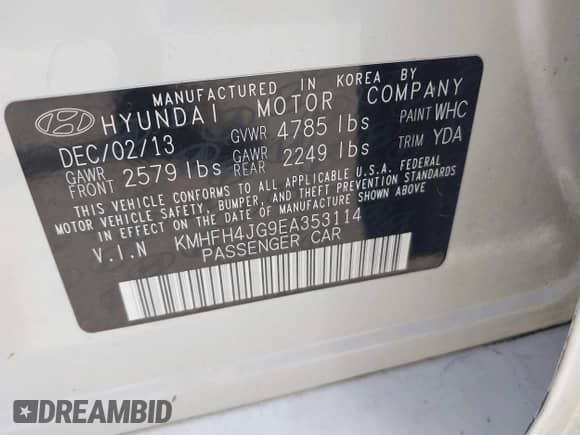 MANUFACTURED IN KOREA BY
HYUNDAI MOTOR COMPANY
DEC/02/13 GVWR 4785 lbs PAINT WHC
GAWR FRONT 2579 lbs GAWR REAR 2249 lbs TRIM YDA
THIS VEHICLE CONFORMS TO ALL APPLICABLE U.S.A. FEDERAL
MOTOR VEHICLE SAFETY, BUMPER, AND THEFT PREVENTION
STANDARDS IN EFFECT ON THE DATE OF MANUFACTURE SHOWN ABOVE.
V.I.N KMHFH4JG9EA353114
PASSENGER CAR
DREAMBID